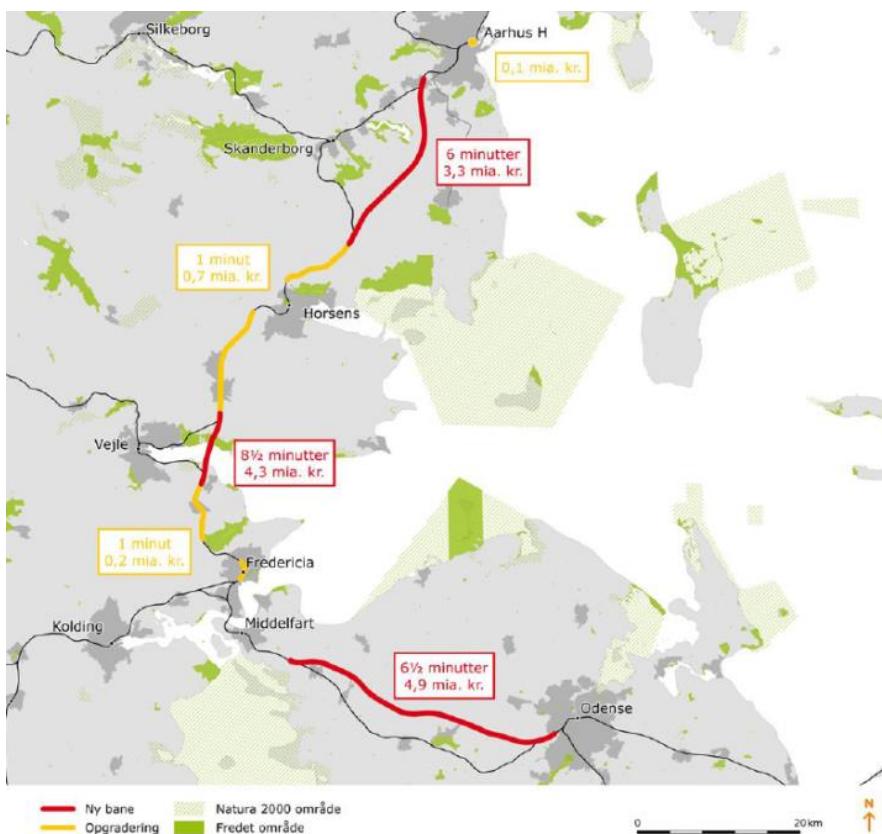 Silkeborg
Aarhus H
0,1 mia. kr.
Skanderborg
6 minutter
3,3 mia. kr.
1 minut
0,7 mia. kr.
Horsens
Vejle
8½ minutter
4,3 mia. kr.
1 minut
0,2 mia. kr.
Fredericia
Kolding
Middelfart
6½ minutter
4,9 mia. kr.
Odense
Ny bane
Natura 2000 område
Opgradering
Fredet område
0
20 km
N